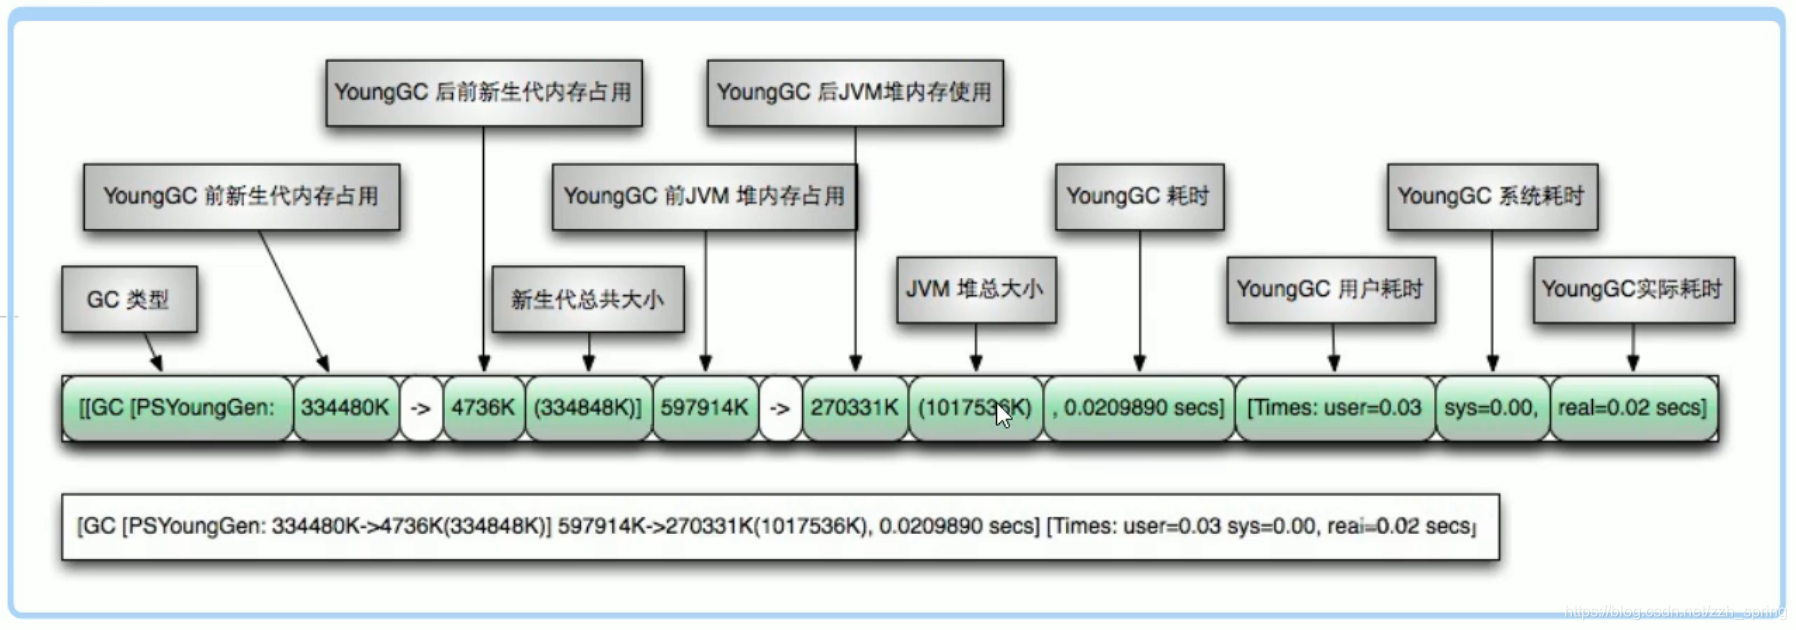 YoungGC 后前新生代内存占用
YoungGC 后JVM堆内存使用
YoungGC 前新生代内存占用
YoungGC 前JVM 堆内存占用
YoungGC 耗时
YoungGC 系统耗时
GC 类型
新生代总共大小
JVM 堆总大小
YoungGC 用户耗时
YoungGC实际耗时
[[GC [PSYoungGen: 334480K -> 4736K (334848K)] 597914K -> 270331K (1017536K) , 0.0209890 secs] [Times: user=0.03 sys=0.00, real=0.02 secs]
[GC [PSYoungGen: 334480K->4736K(334848K)] 597914K->270331K(1017536K), 0.0209890 secs] [Times: user=0.03 sys=0.00, real=0.02 secs]
https://blog.csdn.net/zzh_spring